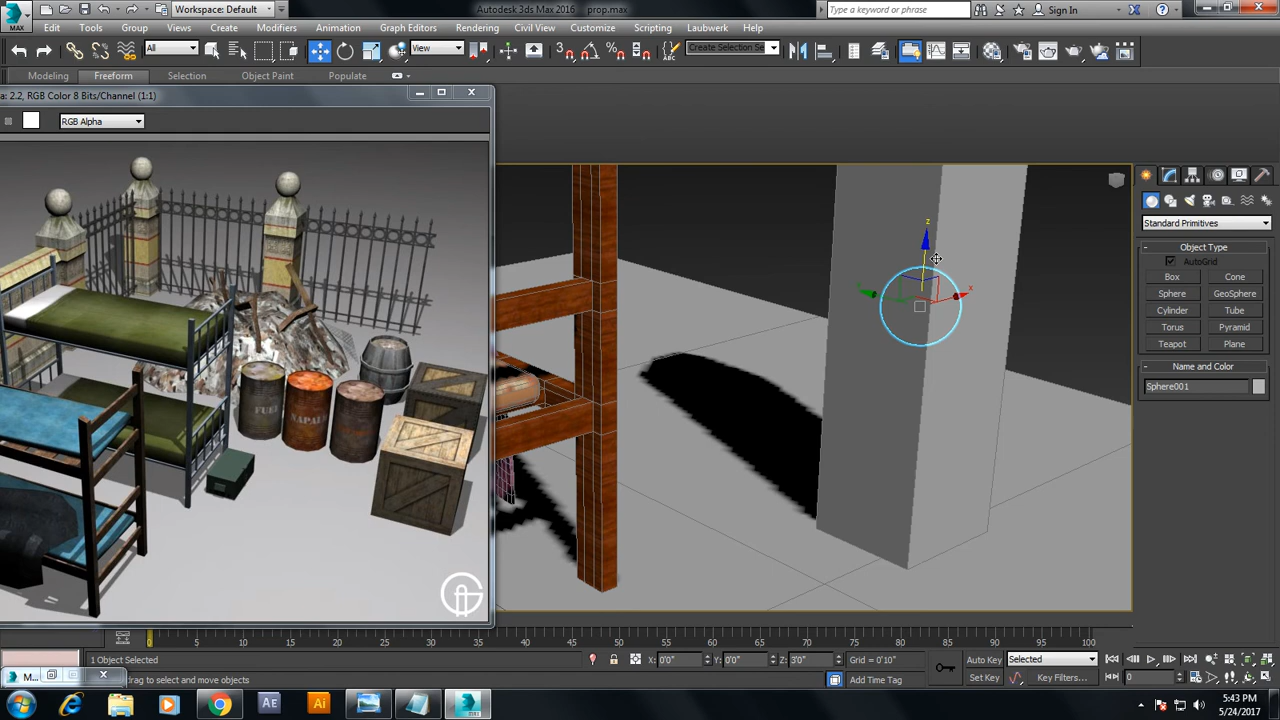 MAX
Workspace: Default
Autodesk 3ds Max 2016
prop.max
Type a keyword or phrase
Sign In
Edit
Tools
Group
Views
Create
Modifiers
Animation
Graph Editors
Rendering
Civil View
Customize
Scripting
Laubwerk
Help
All
View
Create Selection Se
Modeling
Freeform
Selection
Object Paint
Populate
a: 2.2, RGB Color 8 Bits/Channel (1:1)
RGB Alpha
FUEL
NAPALM
z
x
Standard Primitives
Object Type
AutoGrid
Box
Cone
Sphere
GeoSphere
Cylinder
Tube
Torus
Pyramid
Teapot
Plane
Name and Color
Sphere001
0
5
10
15
20
25
30
35
40
45
50
55
60
65
70
75
80
85
90
95
100
1 Object Selected
X: 0'0"
Y: 0'0"
Z: 3'0"
Grid = 0'10"
Auto Key
Selected
M...
drag to select and move objects
Add Time Tag
Set Key
Key Filters...
0
Ae
Ai
5:43 PM
5/24/2017